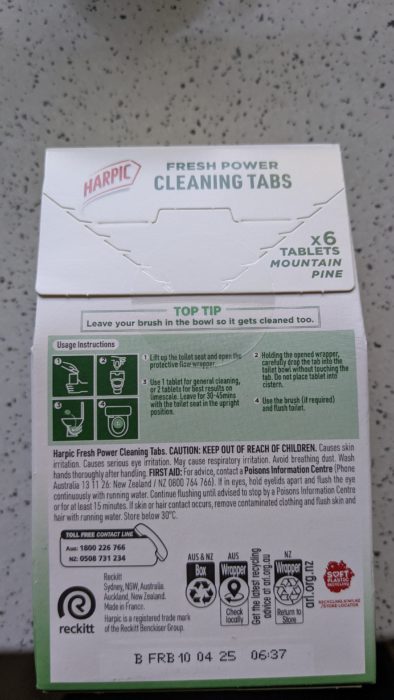 HARPIC
FRESH POWER
CLEANING TABS
x6
TABLETS
MOUNTAIN
PINE
TOP TIP
Leave your brush in the bowl so it gets cleaned too.
Usage Instructions
1 Lift up the toilet seat and open the
protective flow wrapper.
2 Holding the opened wrapper,
carefully drop the tab into the
toilet bowl without touching the
tab. Do not place tablet into
cistern.
3 Use 1 tablet for general cleaning,
or 2 tablets for best results on
limescale. Leave for 30-45mins
with the toilet seat in the upright
position.
4 Use the brush (if required)
and flush toilet.
1
2
3
4
Harpic Fresh Power Cleaning Tabs. CAUTION: KEEP OUT OF REACH OF CHILDREN. Causes skin
irritation. Causes serious eye irritation. May cause respiratory irritation. Avoid breathing dust. Wash
hands thoroughly after handling. FIRST AID: For advice, contact a Poisons Information Centre (Phone
Australia 13 11 26: New Zealand / NZ 0800 764 766). If in eyes, hold eyelids apart and flush the eye
continuously with running water. Continue flushing until advised to stop by a Poisons Information Centre
or for at least 15 minutes. If skin or hair contact occurs, remove contaminated clothing and flush skin and
hair with running water. Store below 30°C.
TOLL FREE CONTACT LINE
Aus: 1800 226 766
NZ: 0508 731 234
reckitt
Reckitt
Sydney, NSW, Australia.
Auckland, New Zealand.
Made in France.
Harpic is a registered trade mark
of the Reckitt Benckiser Group.
AUS & NZ
Box
AUS
Wrapper
Check
locally
Get the latest recycling
advice at arl.org.au
NZ
Wrapper
Return to
Store
arl.org.nz
SOFT
PLASTIC
RECYCLING
RECYCLING.KIWI.NZ
/STORE-LOCATOR
B FRB 10 04 25 06:37